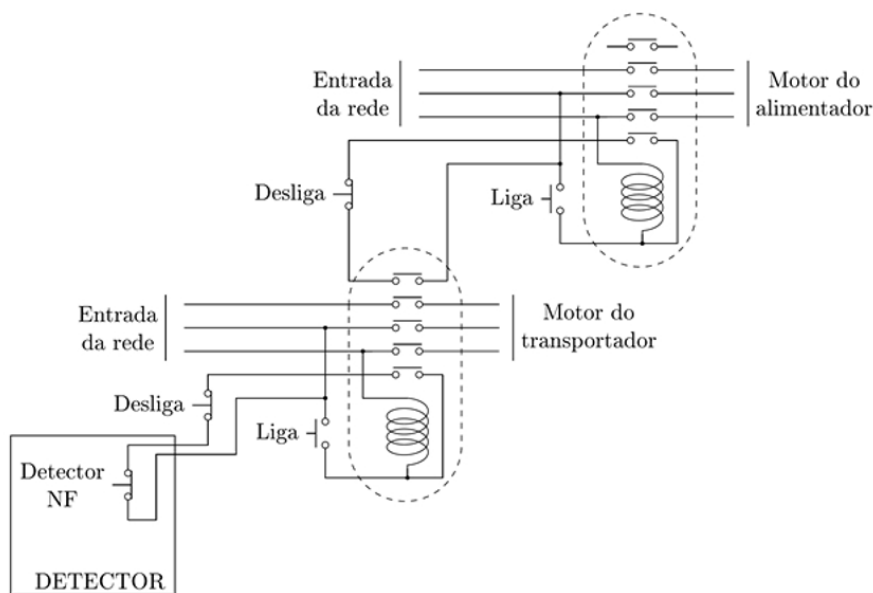 Entrada
da rede
Motor do
alimentador
Desliga
Liga
Entrada
da rede
Motor do
transportador
Desliga
Liga
Detector
NF
DETECTOR